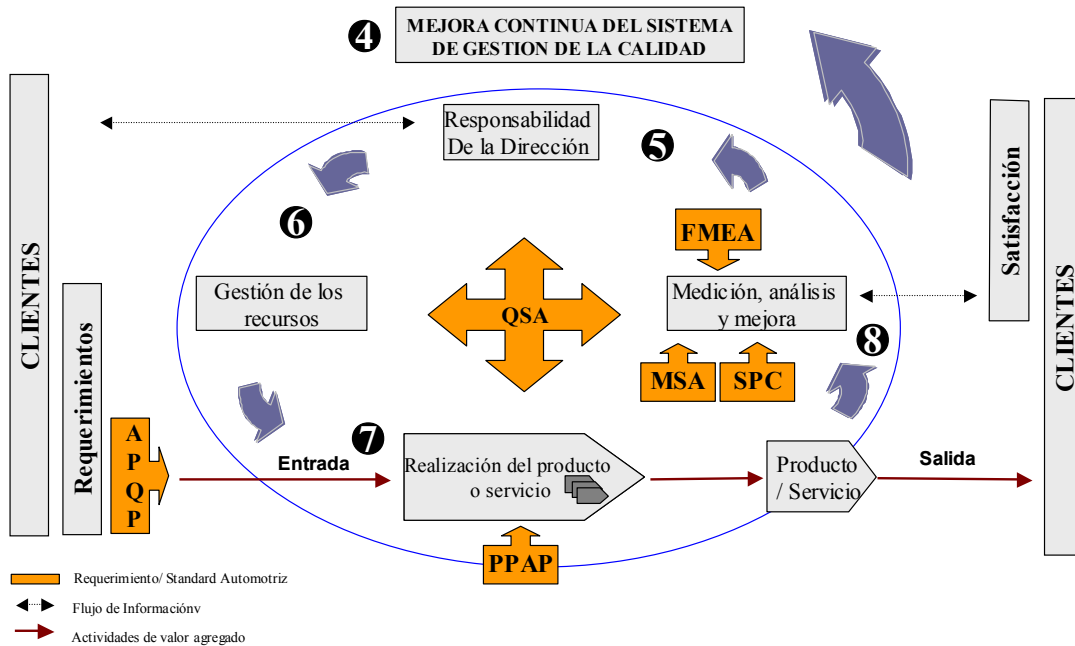 4
MEJORA CONTINUA DEL SISTEMA
DE GESTION DE LA CALIDAD
CLIENTES
Requerimientos
A
P
Q
P
Responsabilidad
De la Dirección
5
6
FMEA
Gestión de los
recursos
QSA
Medición, análisis
y mejora
8
MSA
SPC
Satisfacción
CLIENTES
7
Entrada
Realización del producto
o servicio
Producto
/ Servicio
Salida
PPAP
Requerimiento/ Standard Automotriz
Flujo de Informaciónv
Actividades de valor agregado